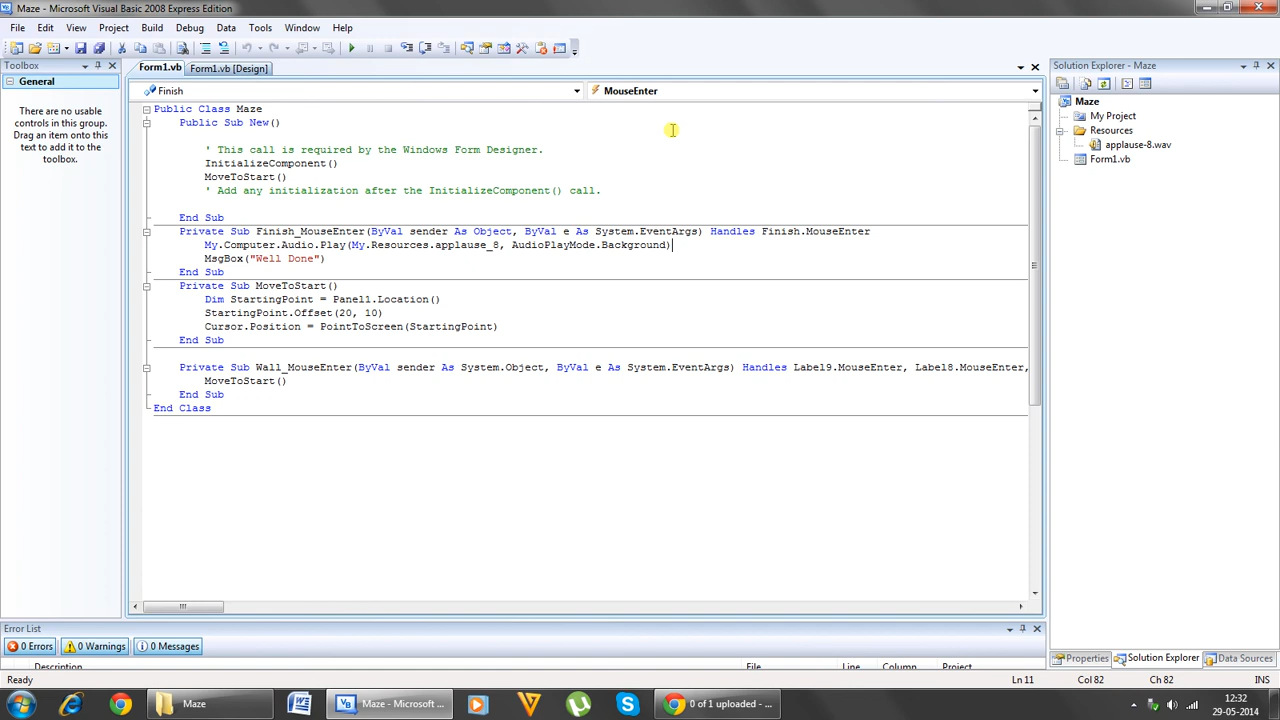 Maze - Microsoft Visual Basic 2008 Express Edition
File Edit View Project Build Debug Data Tools Window Help
Toolbox
General
There are no usable
controls in this group.
Drag an item onto this
text to add it to the
toolbox.
Form1.vb Form1.vb [Design]
Finish MouseEnter
Public Class Maze
Public Sub New()
' This call is required by the Windows Form Designer.
InitializeComponent()
MoveToStart()
' Add any initialization after the InitializeComponent() call.
End Sub
Private Sub Finish_MouseEnter(ByVal sender As Object, ByVal e As System.EventArgs) Handles Finish.MouseEnter
My.Computer.Audio.Play(My.Resources.applause_8, AudioPlayMode.Background)
MsgBox("Well Done")
End Sub
Private Sub MoveToStart()
Dim StartingPoint = Panel1.Location()
StartingPoint.Offset(20, 10)
Cursor.Position = PointToScreen(StartingPoint)
End Sub
Private Sub Wall_MouseEnter(ByVal sender As System.Object, ByVal e As System.EventArgs) Handles Label9.MouseEnter, Label8.MouseEnter,
MoveToStart()
End Sub
End Class
Solution Explorer - Maze
Maze
My Project
Resources
applause-8.wav
Form1.vb
Properties Solution Explorer Data Sources
Error List
0 Errors 0 Warnings 0 Messages
Description File Line Column Project
Ready Ln 11 Col 82 Ch 82 INS
Maze Maze - Microsoft ... 0 of 1 uploaded - ...
12:32
29-05-2014